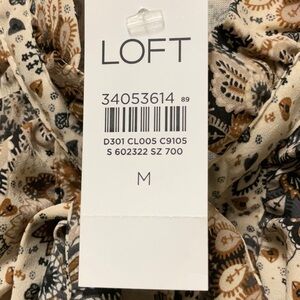 LOFT
34053614 89
D301 CL005 C9105
S 602322 SZ 700
M